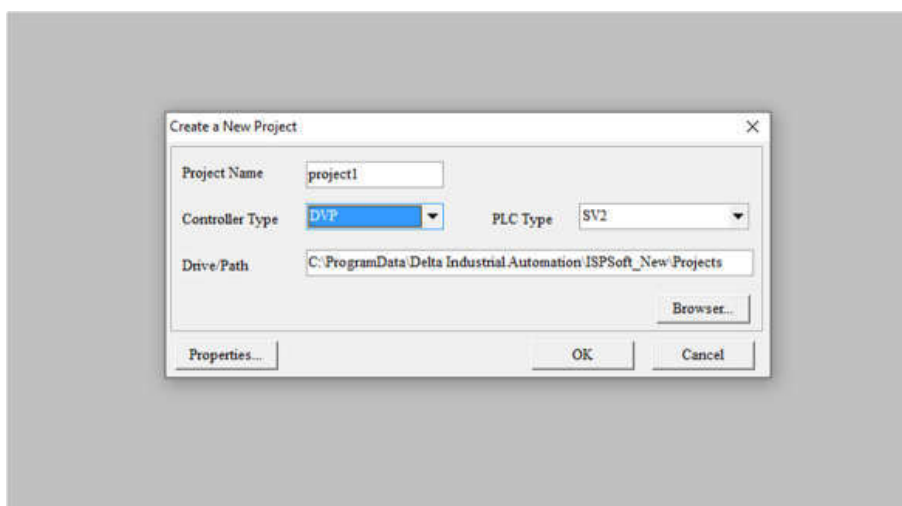 Create a New Project
Project Name project1
Controller Type DVP PLC Type SV2
Drive/Path C:\ProgramData\Delta Industrial Automation\ISPSoft_New\Projects
Browser...
Properties... OK Cancel